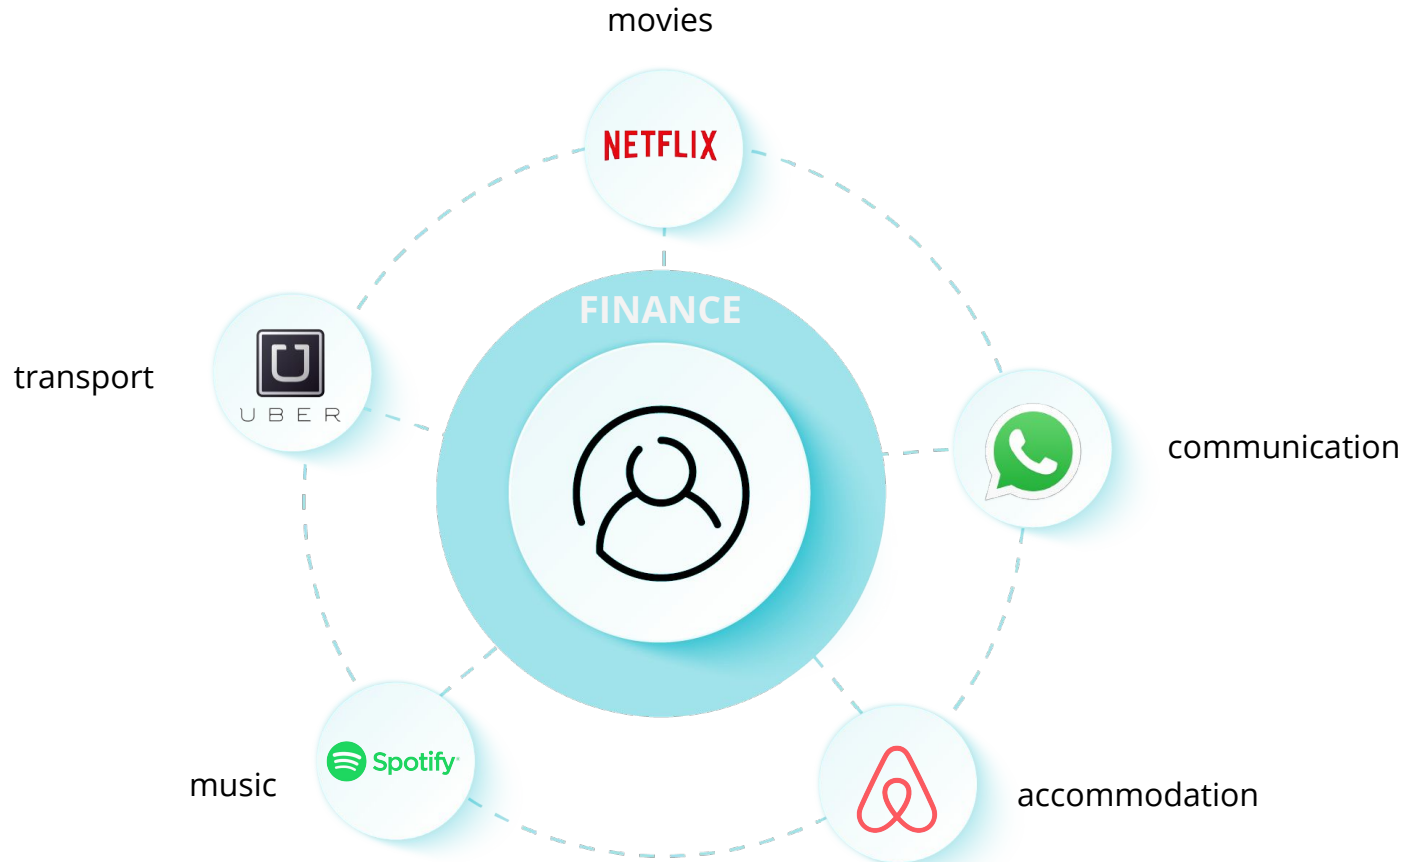 movies
NETFLIX
FINANCE
transport
UBER
communication
Spotify
music
accommodation